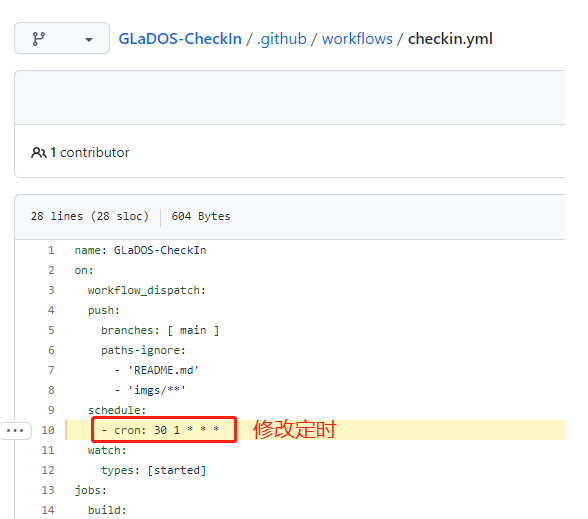 GLaDOS-CheckIn / .github / workflows / checkin.yml
1 contributor
28 lines (28 sloc) 604 Bytes
1 name: GLaDOS-CheckIn
2 on:
3 workflow_dispatch:
4 push:
5 branches: [ main ]
6 paths-ignore:
7 - 'README.md'
8 - 'imgs/**'
9 schedule:
10 - cron: 30 1 * * * 修改定时
11 watch:
12 types: [started]
13 jobs:
14 build: